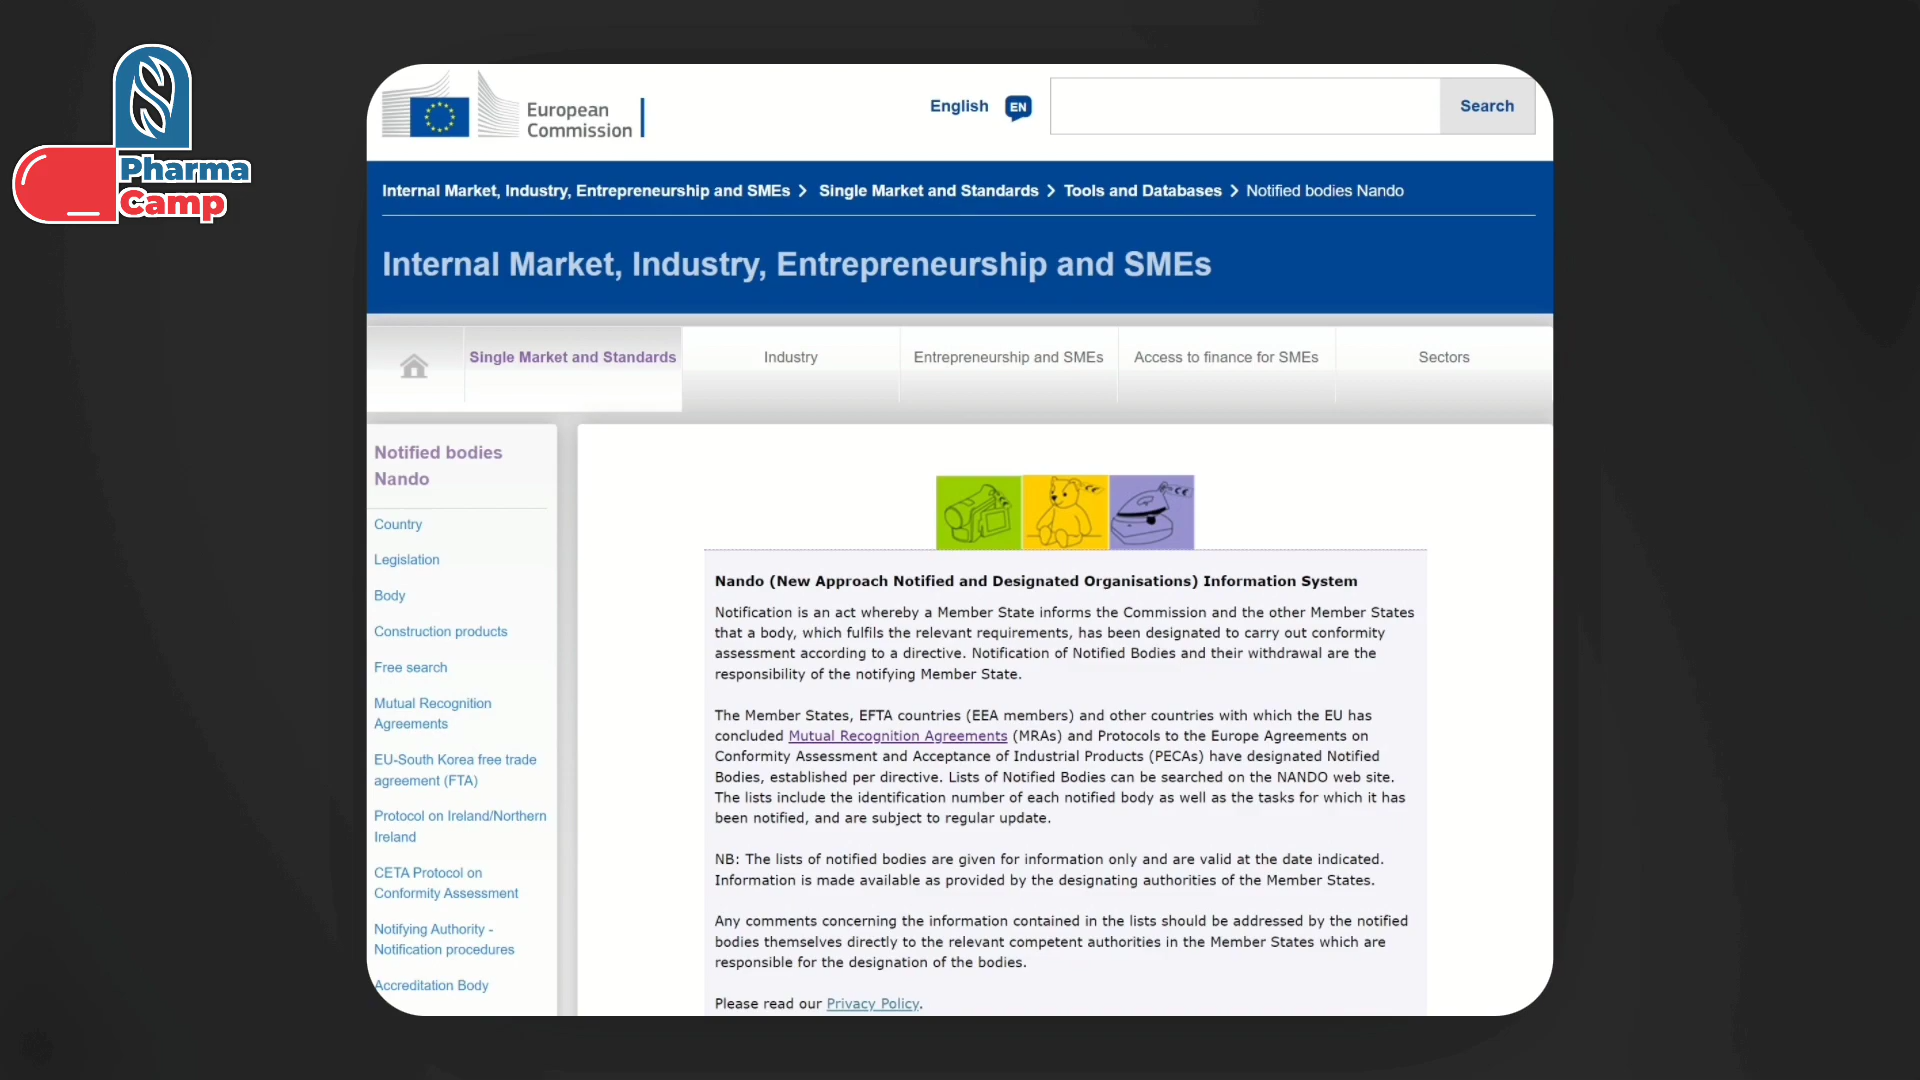 Pharma
Camp
European
Commission
English EN
Search
Internal Market, Industry, Entrepreneurship and SMEs > Single Market and Standards > Tools and Databases > Notified bodies Nando
Internal Market, Industry, Entrepreneurship and SMEs
Single Market and Standards
Industry
Entrepreneurship and SMEs
Access to finance for SMEs
Sectors
Notified bodies
Nando
Country
Legislation
Body
Construction products
Free search
Mutual Recognition
Agreements
EU-South Korea free trade
agreement (FTA)
Protocol on Ireland/Northern
Ireland
CETA Protocol on
Conformity Assessment
Notifying Authority -
Notification procedures
Accreditation Body
Nando (New Approach Notified and Designated Organisations) Information System
Notification is an act whereby a Member State informs the Commission and the other Member States
that a body, which fulfils the relevant requirements, has been designated to carry out conformity
assessment according to a directive. Notification of Notified Bodies and their withdrawal are the
responsibility of the notifying Member State.
The Member States, EFTA countries (EEA members) and other countries with which the EU has
concluded Mutual Recognition Agreements (MRAs) and Protocols to the Europe Agreements on
Conformity Assessment and Acceptance of Industrial Products (PECAs) have designated Notified
Bodies, established per directive. Lists of Notified Bodies can be searched on the NANDO web site.
The lists include the identification number of each notified body as well as the tasks for which it has
been notified, and are subject to regular update.
NB: The lists of notified bodies are given for information only and are valid at the date indicated.
Information is made available as provided by the designating authorities of the Member States.
Any comments concerning the information contained in the lists should be addressed by the notified
bodies themselves directly to the relevant competent authorities in the Member States which are
responsible for the designation of the bodies.
Please read our Privacy Policy.